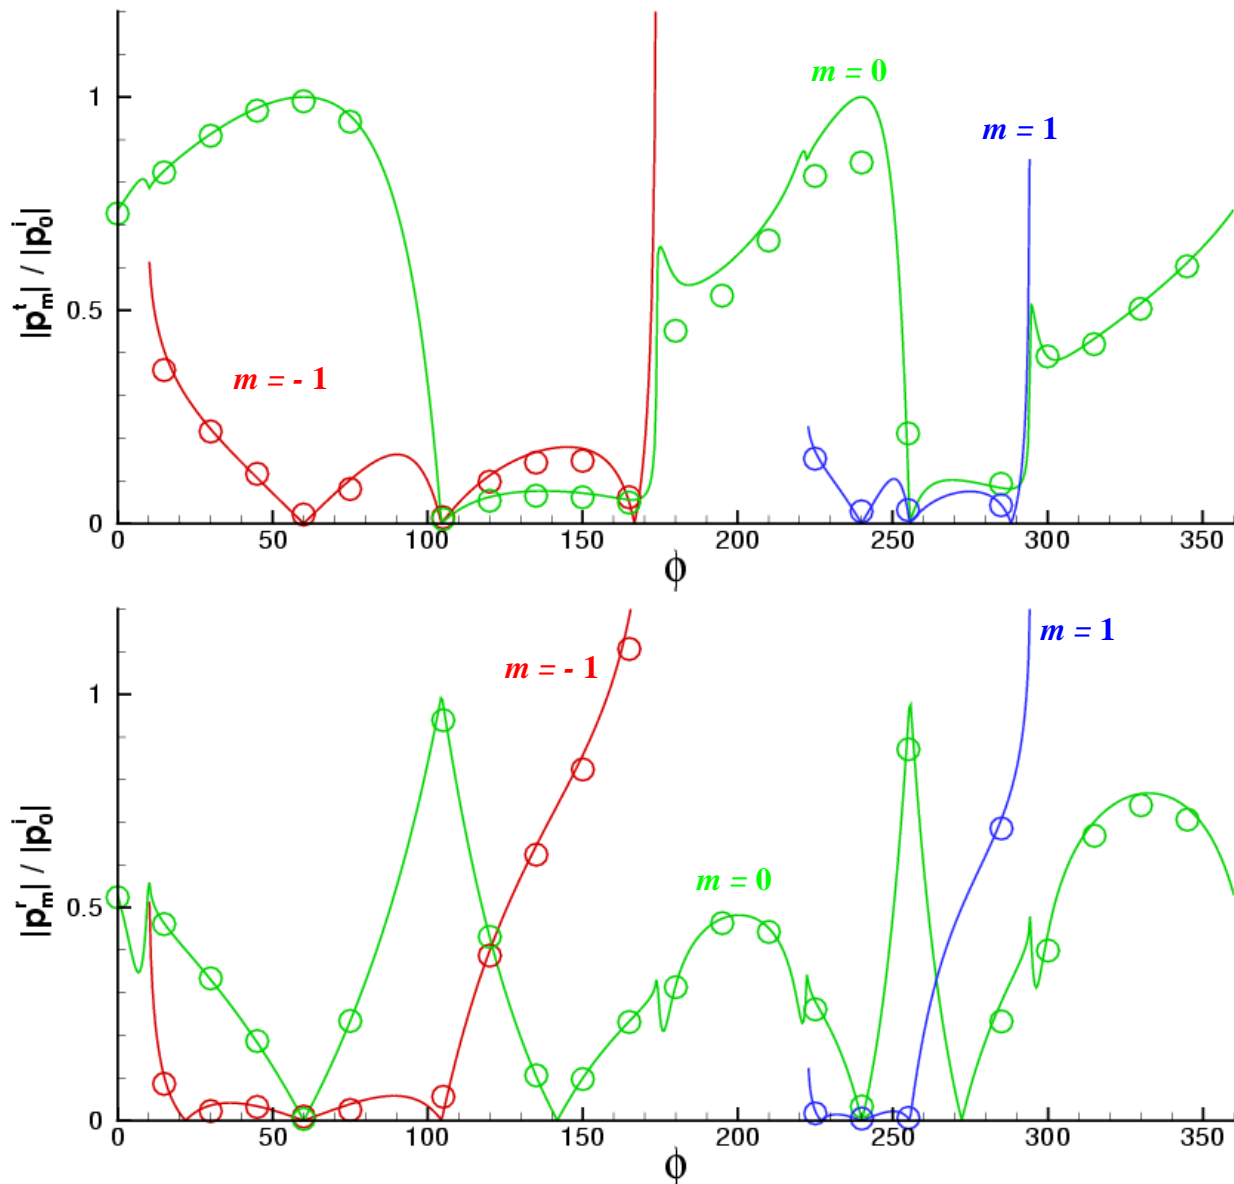 m = 0
m = 1
1
|p^t_m| / |p^i_0|
0.5
m = - 1
0
0 50 100 150 200 250 300 350
ϕ
m = 1
m = - 1
1
|p^r_m| / |p^i_0|
m = 0
0.5
0
0 50 100 150 200 250 300 350
ϕ